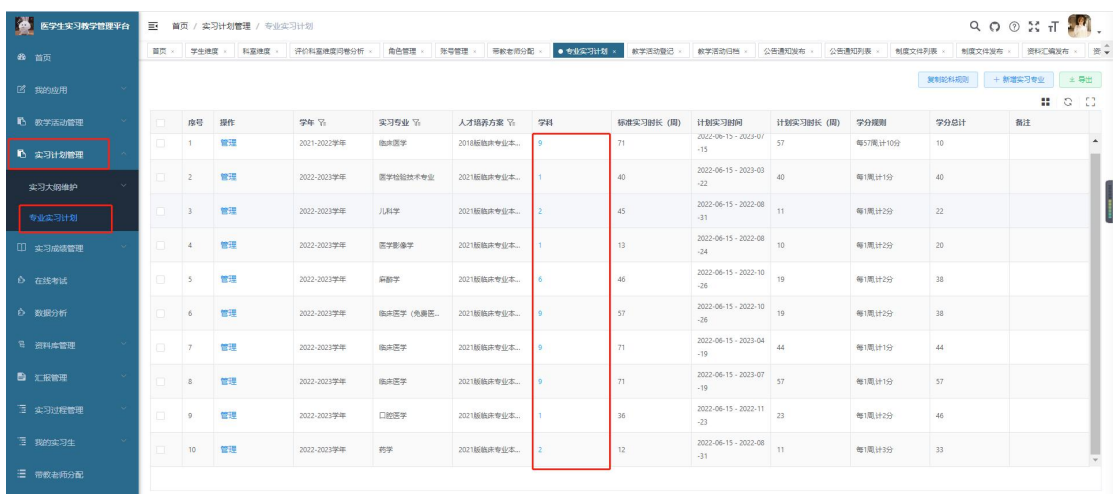 医学生实习教学管理平台
首页 / 实习计划管理 / 专业实习计划
首页 × 学生维度 × 科室维度 × 评价科室维度问卷分析 × 角色管理 × 账号管理 × 带教老师分配 × ● 专业实习计划 × 教学活动登记 × 教学活动归档 × 公告通知发布 × 公告通知列表 × 制度文件列表 × 制度文件发布 × 资料汇编发布 ×
首页
我的应用
教学活动管理
实习计划管理
实习大纲维护
专业实习计划
实习成绩管理
在线考试
数据分析
资料库管理
汇报管理
实习过程管理
我的实习生
带教老师分配
复制轮科规则 + 新增实习专业 导出
序号 操作 学年 实习专业 人才培养方案 学科 标准实习时长 (周) 计划实习时间 计划实习时长 (周) 学分规则 学分总计 备注
1 管理 2021-2022学年 临床医学 2018版临床专业本... 9 71 2022-06-15 - 2023-07-15 57 每57周,计10分 10
2 管理 2022-2023学年 医学检验技术专业 2021版临床专业本... 1 40 2022-06-15 - 2023-03-22 40 每1周,计1分 40
3 管理 2022-2023学年 儿科学 2021版临床专业本... 2 45 2022-06-15 - 2022-08-31 11 每1周,计2分 22
4 管理 2022-2023学年 医学影像学 2021版临床专业本... 1 13 2022-06-15 - 2022-08-24 10 每1周,计2分 20
5 管理 2022-2023学年 麻醉学 2021版临床专业本... 6 46 2022-06-15 - 2022-10-26 19 每1周,计2分 38
6 管理 2022-2023学年 临床医学 (免费医... 2021版临床专业本... 9 57 2022-06-15 - 2022-10-26 19 每1周,计2分 38
7 管理 2022-2023学年 临床医学 2021版临床专业本... 9 71 2022-06-15 - 2023-04-19 44 每1周,计1分 44
8 管理 2022-2023学年 临床医学 2021版临床专业本... 9 71 2022-06-15 - 2023-07-19 57 每1周,计1分 57
9 管理 2022-2023学年 口腔医学 2021版临床专业本... 1 36 2022-06-15 - 2022-11-23 23 每1周,计2分 46
10 管理 2022-2023学年 药学 2021版临床专业本... 2 12 2022-06-15 - 2022-08-31 11 每1周,计3分 33